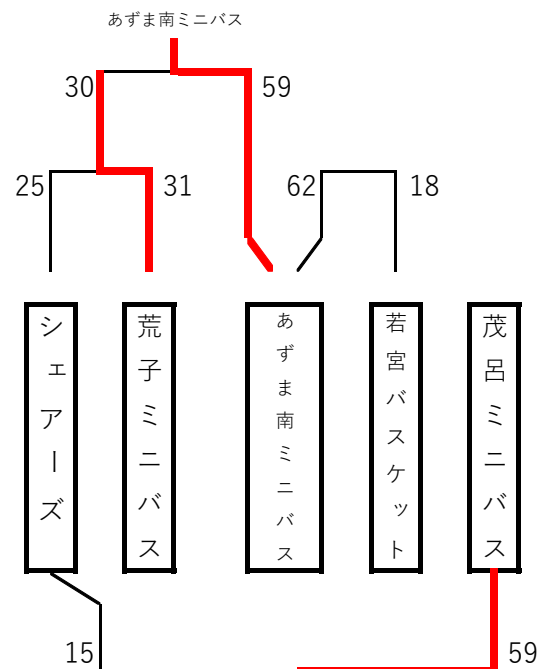 あずま南ミニバス
30 59
25 31 62 18
シェアーズ
荒子ミニバス
あずま南ミニバス
若宮バスケット
茂呂ミニバス
15 59